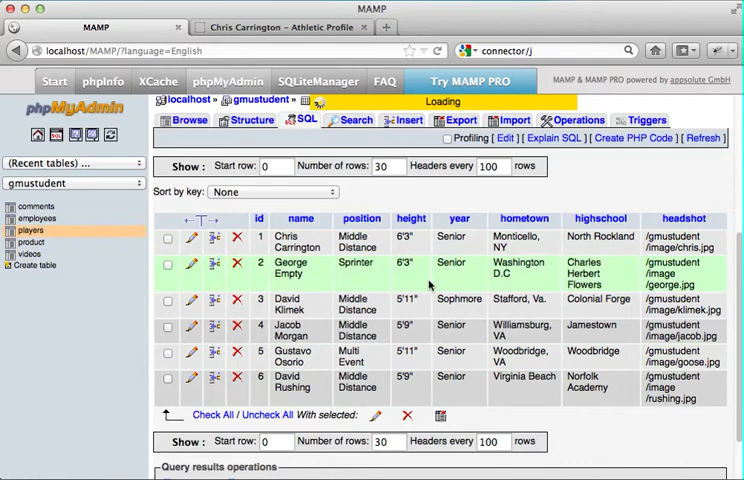 MAMP
MAMP
Chris Carrington - Athletic Profile
localhost/MAMP/?language=English
connector/j
Start phpInfo XCache phpMyAdmin SQLiteManager FAQ Try MAMP PRO
MAMP & MAMP PRO powered by appsolute GmbH
phpMyAdmin
localhost » gmustudent »
Loading
Browse Structure SQL Search Insert Export Import Operations Triggers
Profiling [ Edit ] [ Explain SQL ] [ Create PHP Code ] [ Refresh ]
(Recent tables) ...
gmustudent
comments
employees
players
product
videos
Create table
Show : Start row: 0 Number of rows: 30 Headers every 100 rows
Sort by key: None
id name position height year hometown highschool headshot
1 Chris Carrington Middle Distance 6'3" Senior Monticello, NY North Rockland /gmustudent/image/chris.jpg
2 George Empty Sprinter 6'3" Senior Washington D.C Charles Herbert Flowers /gmustudent/image/george.jpg
3 David Klimek Middle Distance 5'11" Sophmore Stafford, Va. Colonial Forge /gmustudent/image/klimek.jpg
4 Jacob Morgan Middle Distance 5'9" Senior Williamsburg, VA Jamestown /gmustudent/image/jacob.jpg
5 Gustavo Osorio Multi Event 5'11" Senior Woodbridge, VA Woodbridge /gmustudent/image/goose.jpg
6 David Rushing Middle Distance 5'9" Senior Virginia Beach Norfolk Academy /gmustudent/image/rushing.jpg
Check All / Uncheck All With selected:
Show : Start row: 0 Number of rows: 30 Headers every 100 rows
Query results operations